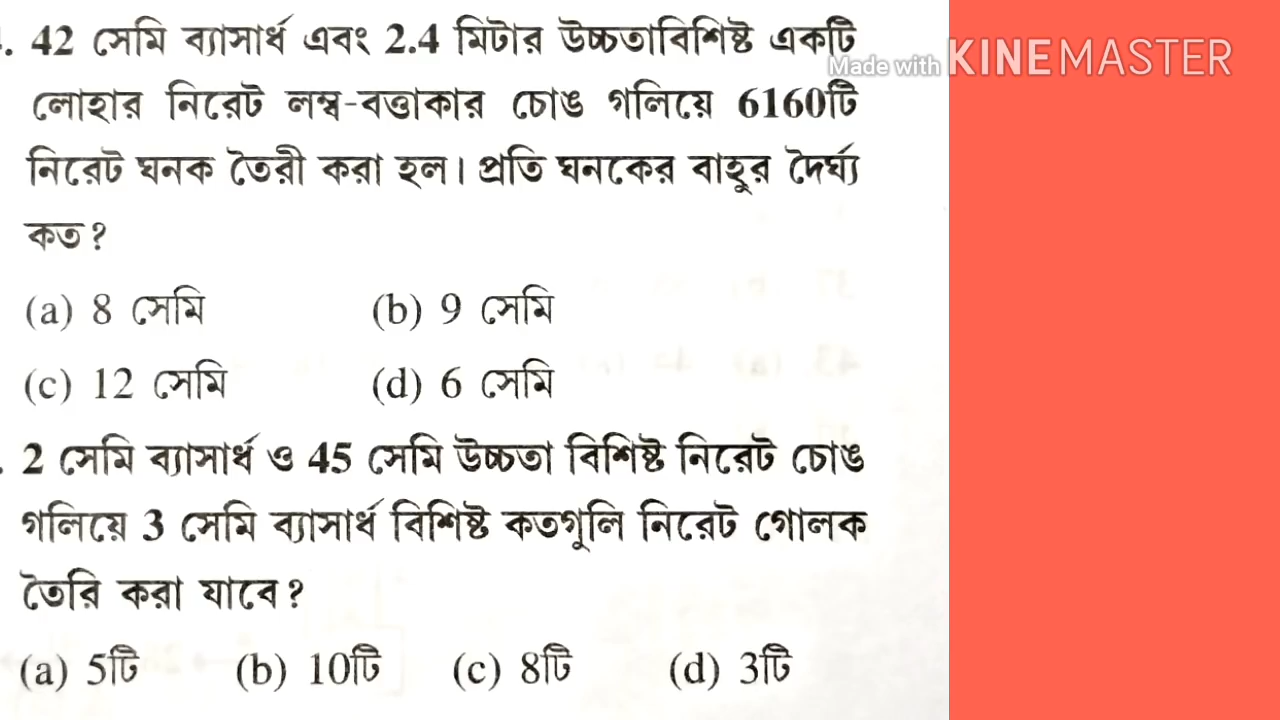 . 42 সেমি ব্যাসার্ধ এবং 2.4 মিটার উচ্চতাবিশিষ্ট একটি
Made with KINEMASTER
লোহার নিরেট লম্ব-বত্তাকার চোঙ গলিয়ে 6160টি
নিরেট ঘনক তৈরী করা হল। প্রতি ঘনকের বাহুর দৈর্ঘ্য
কত?
(a) 8 সেমি (b) 9 সেমি
(c) 12 সেমি (d) 6 সেমি
. 2 সেমি ব্যাসার্ধ ও 45 সেমি উচ্চতা বিশিষ্ট নিরেট চোঙ
গলিয়ে 3 সেমি ব্যাসার্ধ বিশিষ্ট কতগুলি নিরেট গোলক
তৈরি করা যাবে?
(a) 5টি (b) 10টি (c) 8টি (d) 3টি